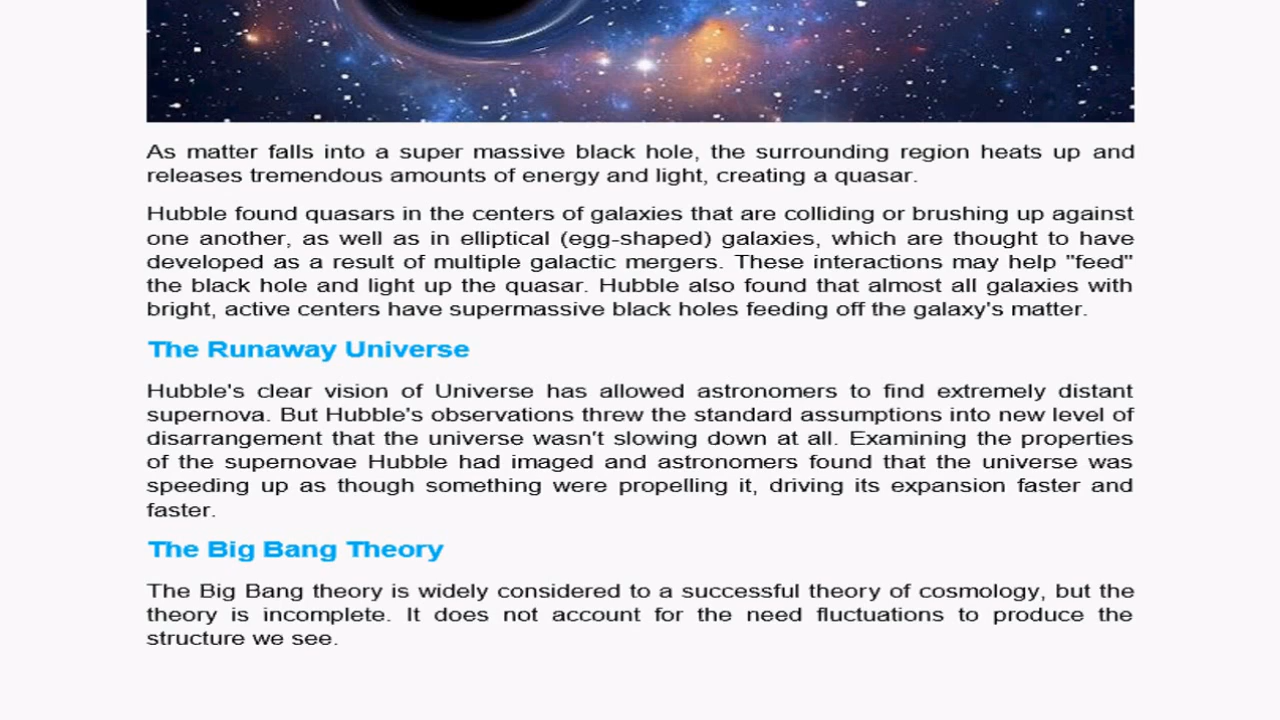 As matter falls into a super massive black hole, the surrounding region heats up and
releases tremendous amounts of energy and light, creating a quasar.
Hubble found quasars in the centers of galaxies that are colliding or brushing up against
one another, as well as in elliptical (egg-shaped) galaxies, which are thought to have
developed as a result of multiple galactic mergers. These interactions may help "feed"
the black hole and light up the quasar. Hubble also found that almost all galaxies with
bright, active centers have supermassive black holes feeding off the galaxy's matter.
The Runaway Universe
Hubble's clear vision of Universe has allowed astronomers to find extremely distant
supernova. But Hubble's observations threw the standard assumptions into new level of
disarrangement that the universe wasn't slowing down at all. Examining the properties
of the supernovae Hubble had imaged and astronomers found that the universe was
speeding up as though something were propelling it, driving its expansion faster and
faster.
The Big Bang Theory
The Big Bang theory is widely considered to a successful theory of cosmology, but the
theory is incomplete. It does not account for the need fluctuations to produce the
structure we see.